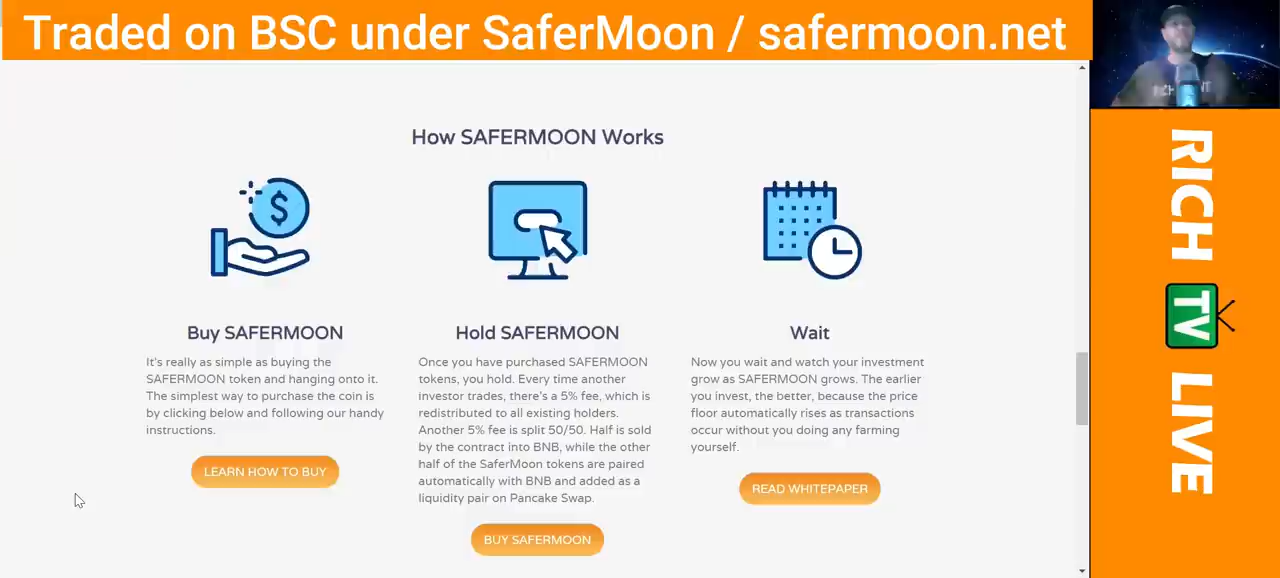 Traded on BSC under SaferMoon / safermoon.net
How SAFERMOON Works
$
Buy SAFERMOON
It's really as simple as buying the
SAFERMOON token and hanging onto it.
The simplest way to purchase the coin is
by clicking below and following our handy
instructions.
LEARN HOW TO BUY
Hold SAFERMOON
Once you have purchased SAFERMOON
tokens, you hold. Every time another
investor trades, there's a 5% fee, which is
redistributed to all existing holders.
Another 5% fee is split 50/50. Half is sold
by the contract into BNB, while the other
half of the SaferMoon tokens are paired
automatically with BNB and added as a
liquidity pair on Pancake Swap.
BUY SAFERMOON
Wait
Now you wait and watch your investment
grow as SAFERMOON grows. The earlier
you invest, the better, because the price
floor automatically rises as transactions
occur without you doing any farming
yourself.
READ WHITEPAPER
RICH TV LIVE